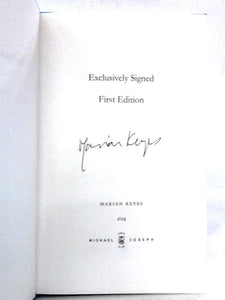 Exclusively Signed
First Edition
Marian Keyes
MARIAN KEYES
MICHAEL JOSEPH